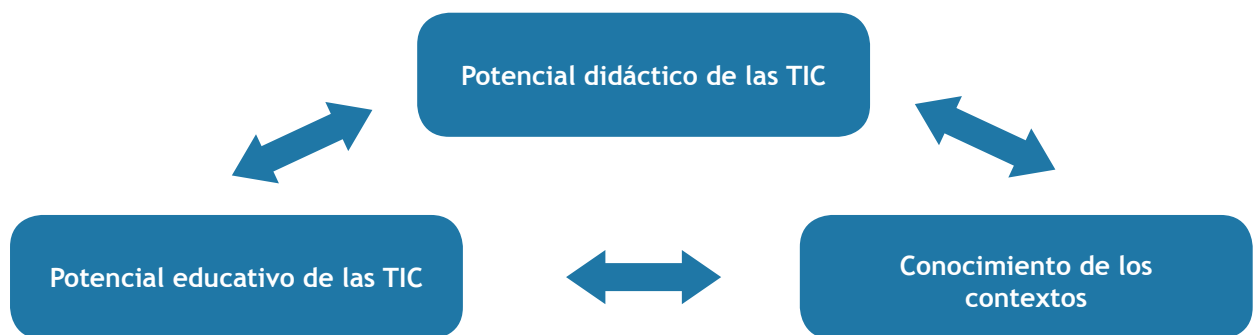 Potencial didáctico de las TIC
Potencial educativo de las TIC
Conocimiento de los
contextos